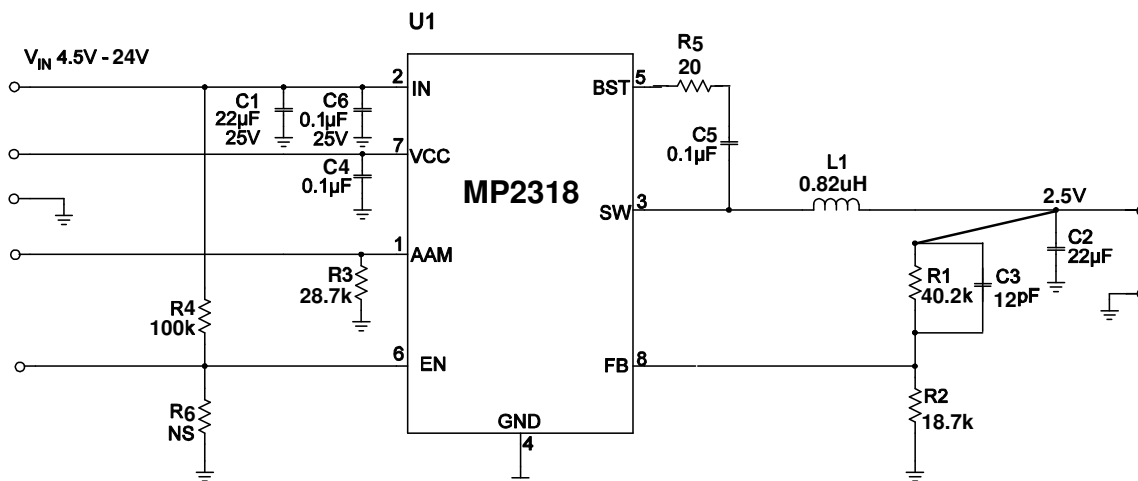 U1
V_IN 4.5V - 24V
2
IN
C1
22µF
25V
C6
0.1µF
25V
7
VCC
C4
0.1µF
1
AAM
R3
28.7k
R4
100k
6
EN
R6
NS
MP2318
GND
4
5
BST
R5
20
C5
0.1µF
3
SW
L1
0.82uH
2.5V
C2
22µF
R1
40.2k
C3
12pF
8
FB
R2
18.7k